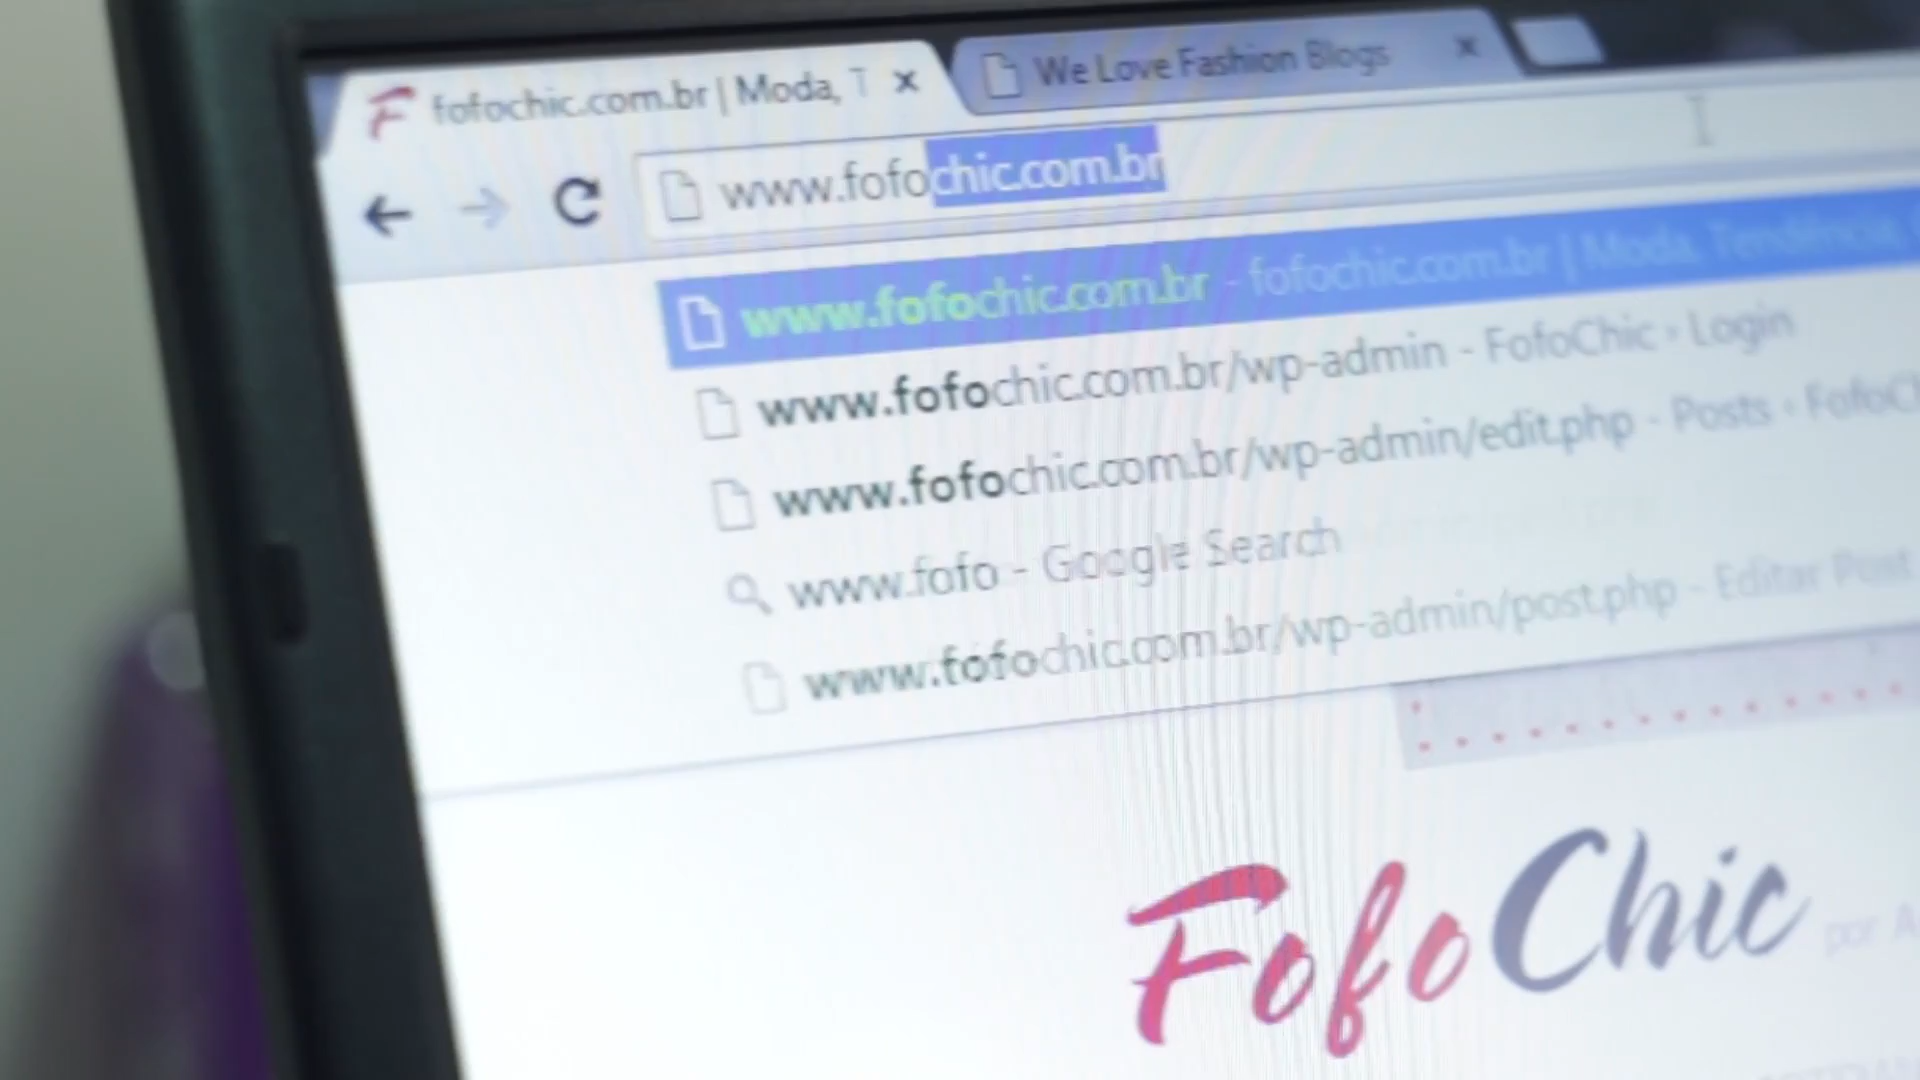 fofochic.com.br | Moda, T
We Love Fashion Blogs
www.fofochic.com.br
www.fofochic.com.br - fofochic.com.br | Moda, Tendência,
www.fofochic.com.br/wp-admin - FofoChic › Login
www.fofochic.com.br/wp-admin/edit.php - Posts ‹ FofoCh
www.fofo - Google Search
www.fofochic.com.br/wp-admin/post.php - Editar Post
FofoChic por A